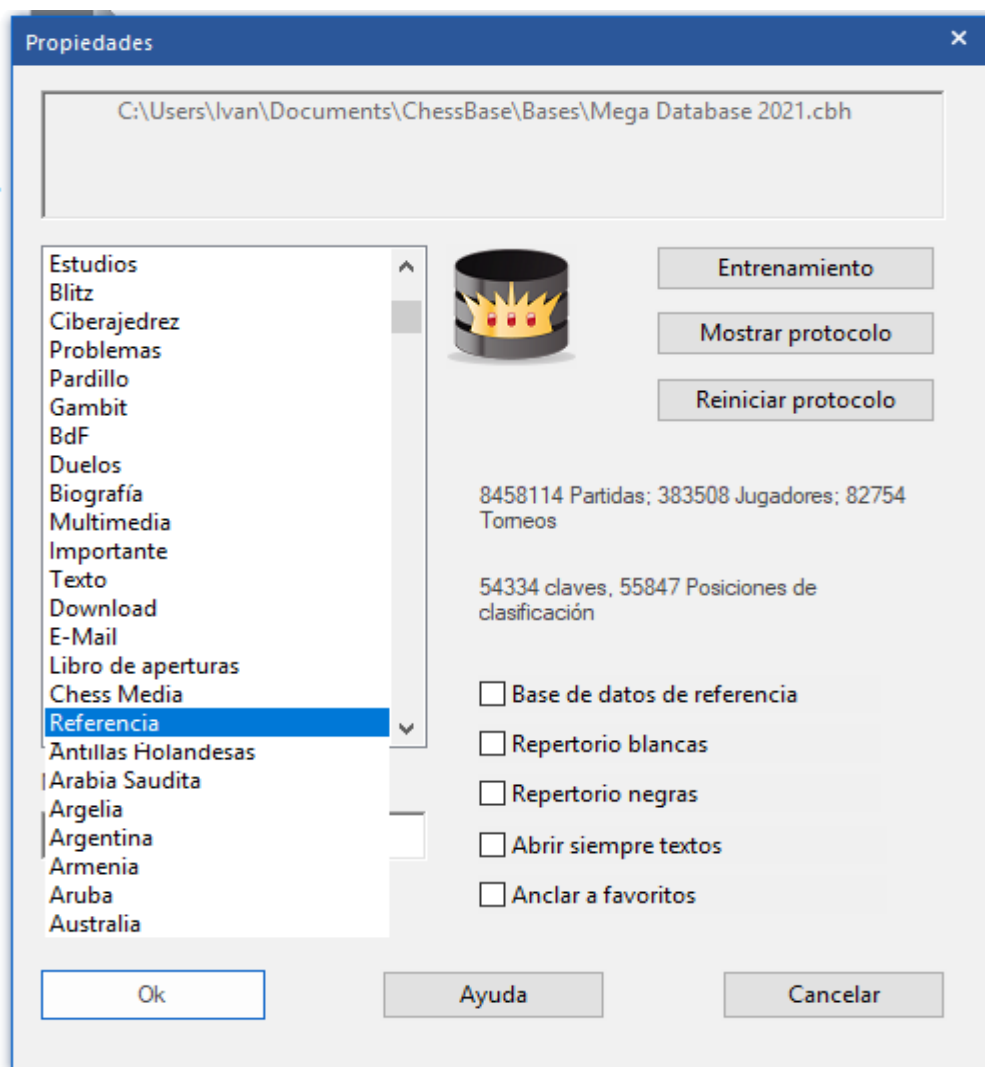 Propiedades
C:\Users\Ivan\Documents\ChessBase\Bases\Mega Database 2021.cbh
Estudios
Blitz
Ciberajedrez
Problemas
Pardillo
Gambit
BdF
Duelos
Biografía
Multimedia
Importante
Texto
Download
E-Mail
Libro de aperturas
Chess Media
Referencia
Antillas Holandesas
Arabia Saudita
Argelia
Argentina
Armenia
Aruba
Australia
Entrenamiento
Mostrar protocolo
Reiniciar protocolo
8458114 Partidas; 383508 Jugadores; 82754
Torneos
54334 claves, 55847 Posiciones de
clasificación
Base de datos de referencia
Repertorio blancas
Repertorio negras
Abrir siempre textos
Anclar a favoritos
Ok
Ayuda
Cancelar